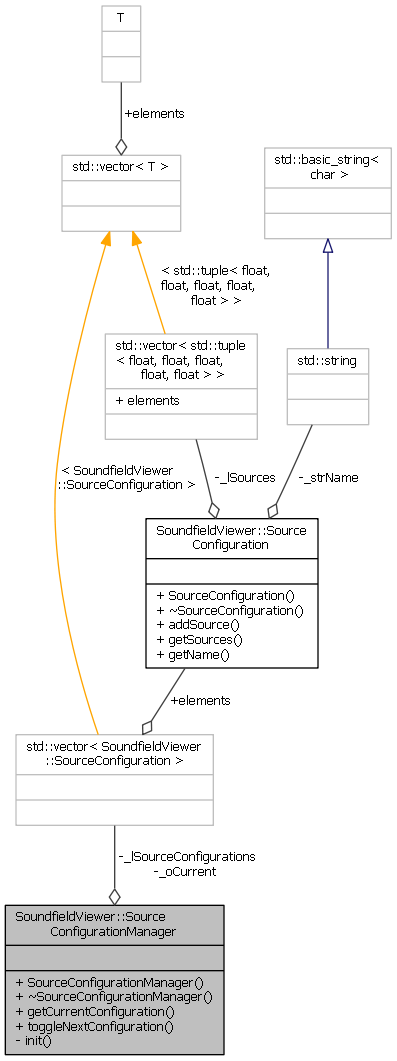 T
+elements
std::vector< T >
std::basic_string<
char >
< std::tuple< float,
float, float, float,
float > >
std::vector< std::tuple
< float, float, float,
float, float > >
+ elements
std::string
< SoundfieldViewer
::SourceConfiguration >
-_lSources
-_strName
SoundfieldViewer::Source
Configuration
+ SourceConfiguration()
+ ~SourceConfiguration()
+ addSource()
+ getSources()
+ getName()
+elements
std::vector< SoundfieldViewer
::SourceConfiguration >
-_lSourceConfigurations
-_oCurrent
SoundfieldViewer::Source
ConfigurationManager
+ SourceConfigurationManager()
+ ~SourceConfigurationManager()
+ getCurrentConfiguration()
+ toggleNextConfiguration()
- init()